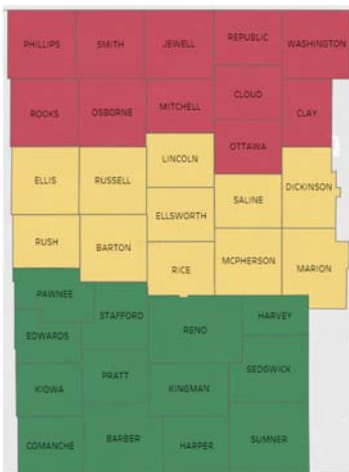 PHILLIPS SMITH JEWELL REPUBLIC WASHINGTON
ROOKS OSBORNE MITCHELL CLOUD CLAY
OTTAWA
ELLIS RUSSELL LINCOLN DICKINSON
ELLSWORTH SALINE
RUSH BARTON RICE MCPHERSON MARION
PAWNEE STAFFORD RENO HARVEY
EDWARDS
KIOWA PRATT KINGMAN SEDGWICK
COMANCHE BARBER HARPER SUMNER